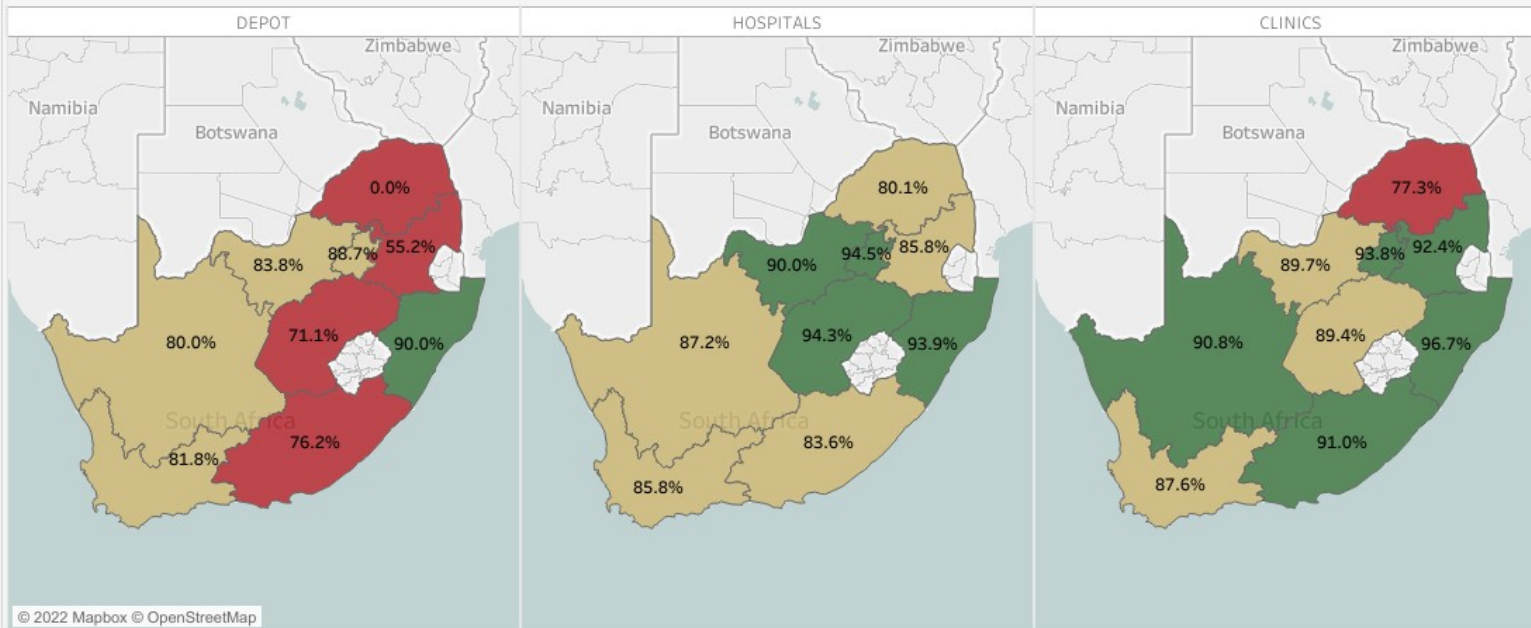 DEPOT
HOSPITALS
CLINICS
Zimbabwe
Namibia
Botswana
0.0%
55.2%
88.7%
83.8%
80.0%
71.1%
90.0%
South Africa
76.2%
81.8%
© 2022 Mapbox © OpenStreetMap
Zimbabwe
Namibia
Botswana
80.1%
85.8%
94.5%
90.0%
87.2%
94.3%
93.9%
South Africa
83.6%
85.8%
Zimbabwe
Namibia
Botswana
77.3%
92.4%
93.8%
89.7%
90.8%
89.4%
96.7%
South Africa
91.0%
87.6%